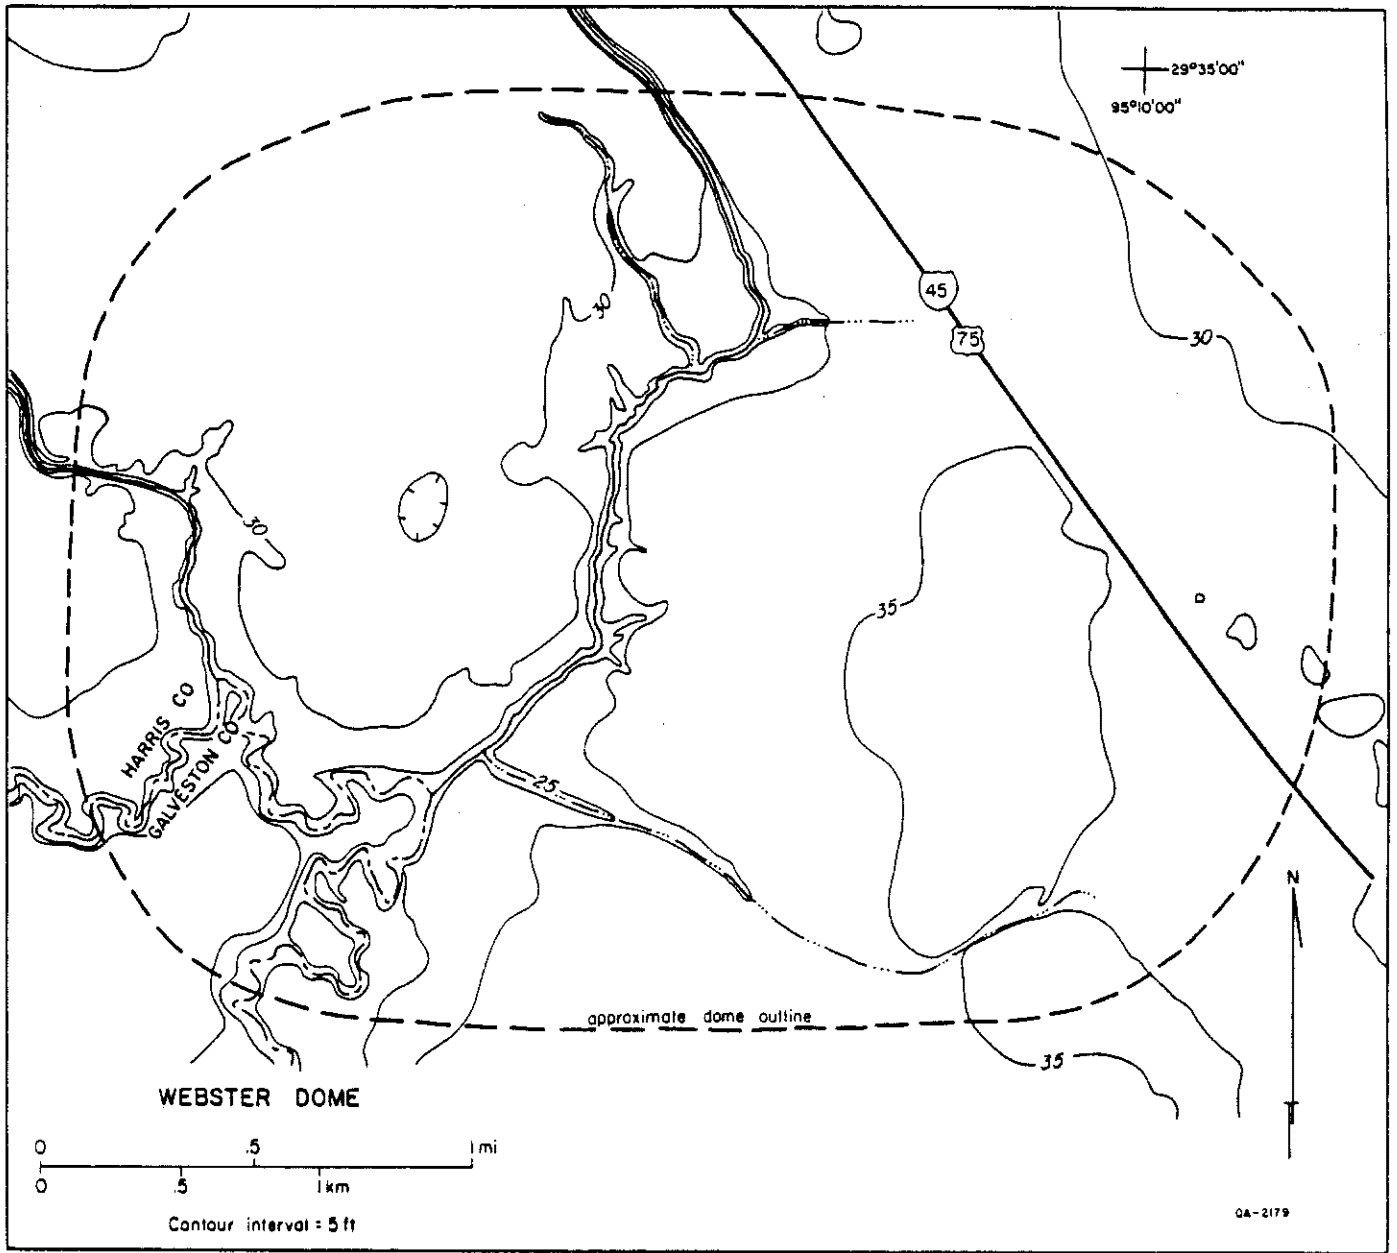 29°35'00"
95°10'00"
45
75
30
30
30
35
HARRIS CO
GALVESTON CO
25
N
approximate dome outline
35
WEBSTER DOME
0 .5 1 mi
0 .5 1 km
Contour interval = 5 ft
QA-2179